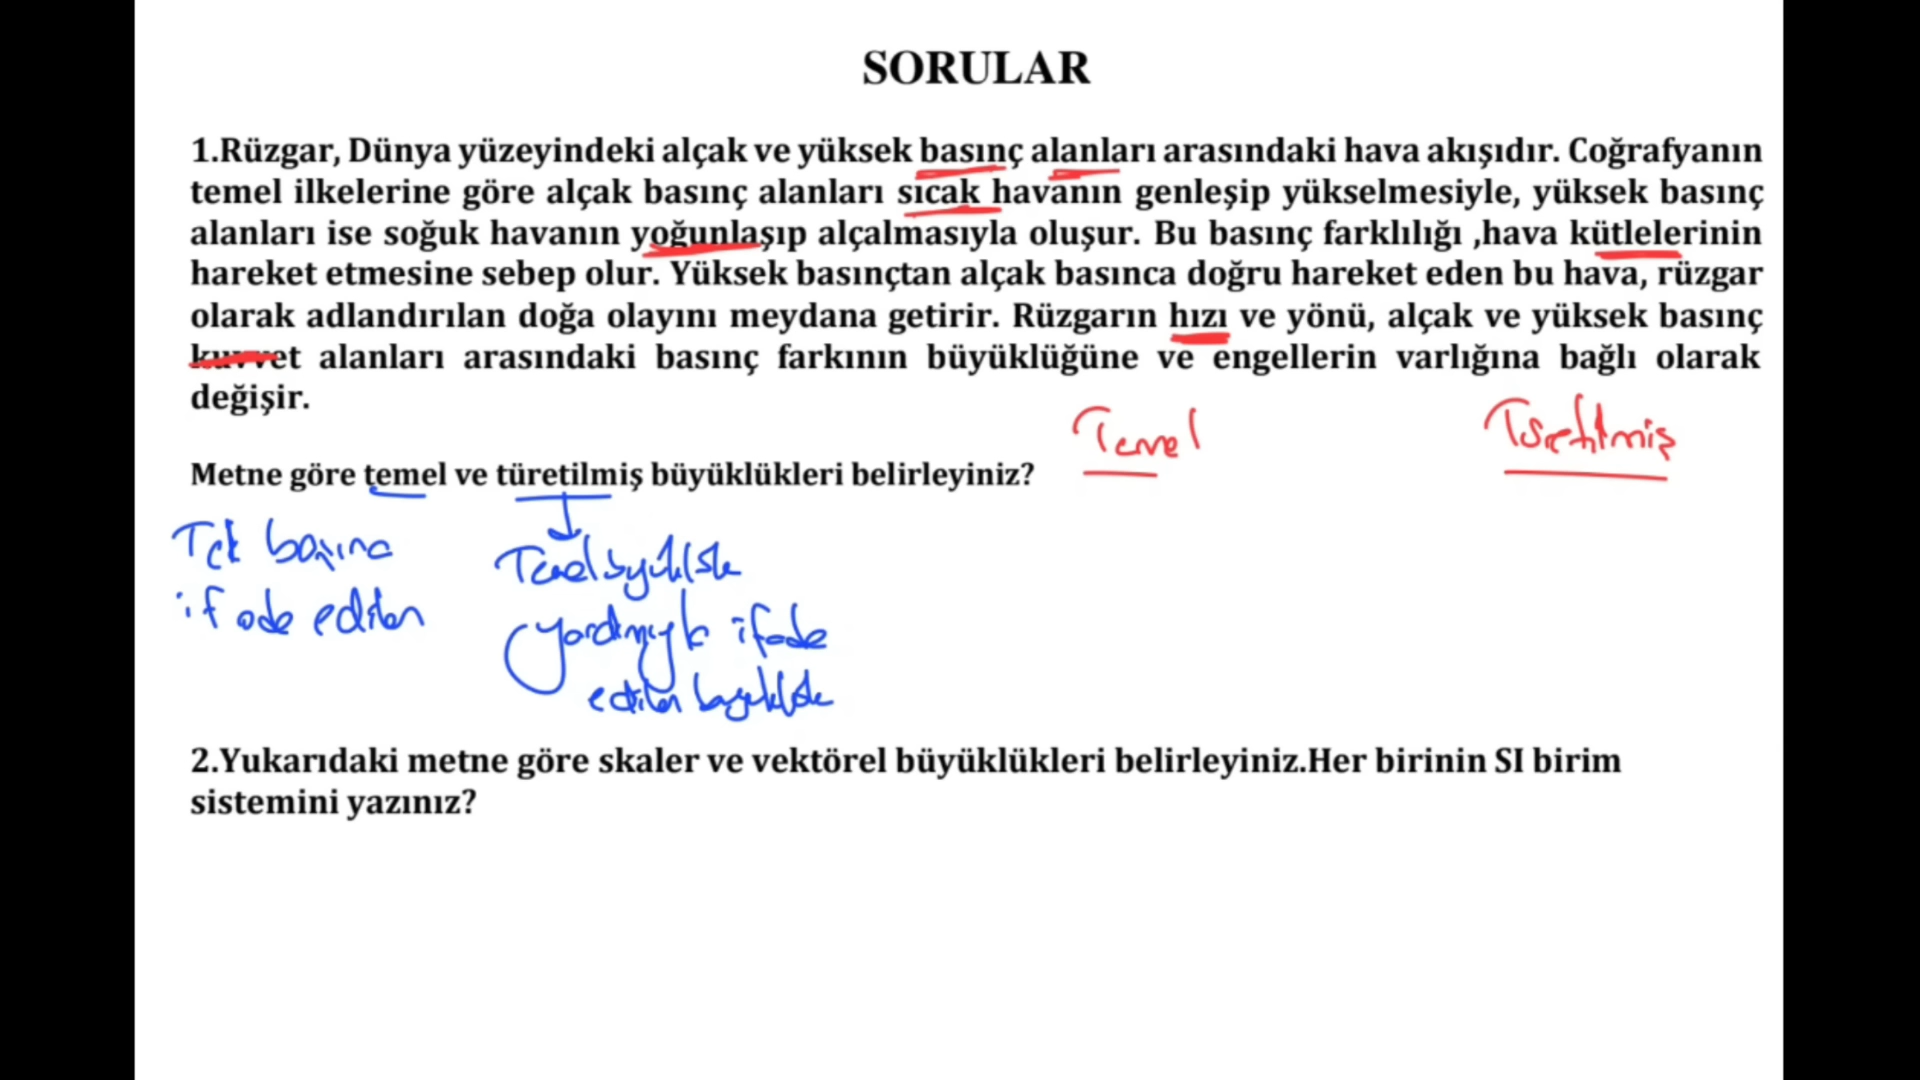 SORULAR
1.Rüzgar, Dünya yüzeyindeki alçak ve yüksek basınç alanları arasındaki hava akışıdır. Coğrafyanın
temel ilkelerine göre alçak basınç alanları sıcak havanın genleşip yükselmesiyle, yüksek basınç
alanları ise soğuk havanın yoğunlaşıp alçalmasıyla oluşur. Bu basınç farklılığı ,hava kütlelerinin
hareket etmesine sebep olur. Yüksek basınçtan alçak basınca doğru hareket eden bu hava, rüzgar
olarak adlandırılan doğa olayını meydana getirir. Rüzgarın hızı ve yönü, alçak ve yüksek basınç
kuvvet alanları arasındaki basınç farkının büyüklüğüne ve engellerin varlığına bağlı olarak
değişir.
Temel Türetilmiş
Metne göre temel ve türetilmiş büyüklükleri belirleyiniz?
Tek başına
ifade edilen
Temel büyüklük
yardımıyla ifade
edilen büyüklük
2.Yukarıdaki metne göre skaler ve vektörel büyüklükleri belirleyiniz.Her birinin SI birim
sistemini yazınız?